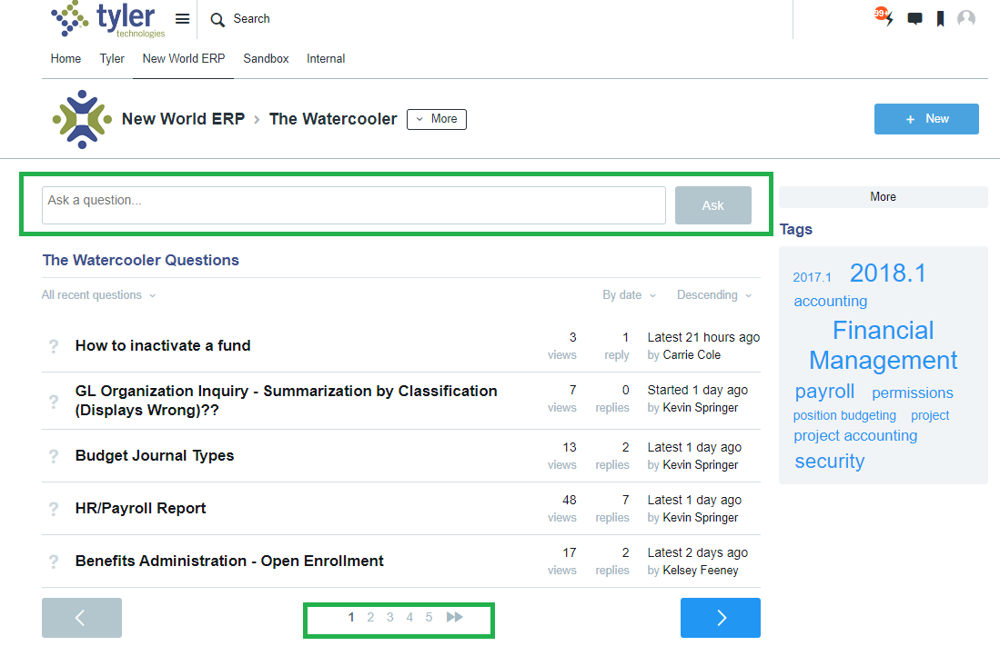 tyler
technologies
Search
99+
Home Tyler New World ERP Sandbox Internal
New World ERP > The Watercooler More
+ New
Ask a question...
Ask
More
Tags
2017.1 2018.1
accounting
Financial
Management
payroll permissions
position budgeting project
project accounting
security
The Watercooler Questions
All recent questions By date Descending
? How to inactivate a fund
3 views
1 reply
Latest 21 hours ago
by Carrie Cole
? GL Organization Inquiry - Summarization by Classification
(Displays Wrong)??
7 views
0 replies
Started 1 day ago
by Kevin Springer
? Budget Journal Types
13 views
2 replies
Latest 1 day ago
by Kevin Springer
? HR/Payroll Report
48 views
7 replies
Latest 1 day ago
by Kevin Springer
? Benefits Administration - Open Enrollment
17 views
2 replies
Latest 2 days ago
by Kelsey Feeney
1 2 3 4 5